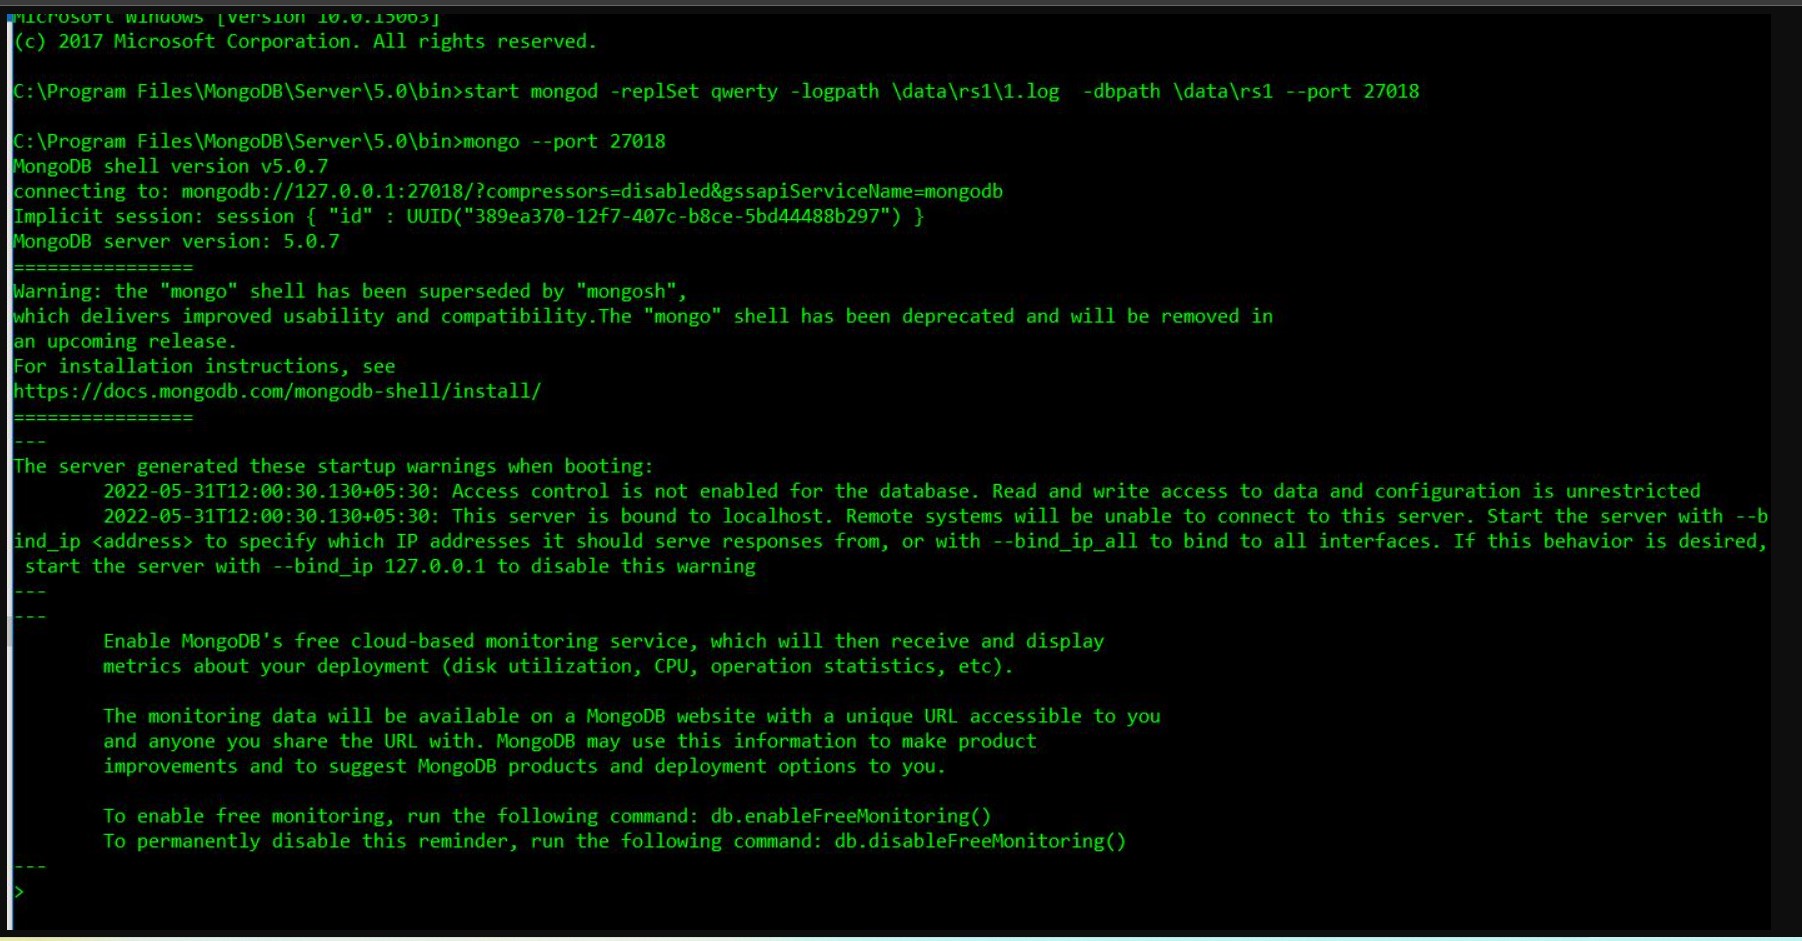 Microsoft Windows [Version 10.0.15063]
(c) 2017 Microsoft Corporation. All rights reserved.
C:\Program Files\MongoDB\Server\5.0\bin>start mongod -replSet qwerty -logpath \data\rs1\1.log  -dbpath \data\rs1 --port 27018
C:\Program Files\MongoDB\Server\5.0\bin>mongo --port 27018
MongoDB shell version v5.0.7
connecting to: mongodb://127.0.0.1:27018/?compressors=disabled&gssapiServiceName=mongodb
Implicit session: session { "id" : UUID("389ea370-12f7-407c-b8ce-5bd44488b297") }
MongoDB server version: 5.0.7
================
Warning: the "mongo" shell has been superseded by "mongosh",
which delivers improved usability and compatibility.The "mongo" shell has been deprecated and will be removed in
an upcoming release.
For installation instructions, see
https://docs.mongodb.com/mongodb-shell/install/
================
---
The server generated these startup warnings when booting:
        2022-05-31T12:00:30.130+05:30: Access control is not enabled for the database. Read and write access to data and configuration is unrestricted
        2022-05-31T12:00:30.130+05:30: This server is bound to localhost. Remote systems will be unable to connect to this server. Start the server with --b
ind_ip <address> to specify which IP addresses it should serve responses from, or with --bind_ip_all to bind to all interfaces. If this behavior is desired,
 start the server with --bind_ip 127.0.0.1 to disable this warning
---
---
        Enable MongoDB's free cloud-based monitoring service, which will then receive and display
        metrics about your deployment (disk utilization, CPU, operation statistics, etc).
        The monitoring data will be available on a MongoDB website with a unique URL accessible to you
        and anyone you share the URL with. MongoDB may use this information to make product
        improvements and to suggest MongoDB products and deployment options to you.
        To enable free monitoring, run the following command: db.enableFreeMonitoring()
        To permanently disable this reminder, run the following command: db.disableFreeMonitoring()
---
>